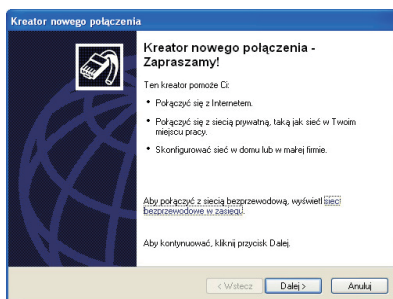 Kreator nowego połączenia
Kreator nowego połączenia -
Zapraszamy!
Ten kreator pomoże Ci:
• Połączyć się z Internetem.
• Połączyć się z siecią prywatną, taką jak sieć w Twoim
miejscu pracy.
• Skonfigurować sieć w domu lub w małej firmie.
Aby połączyć z siecią bezprzewodową, wyświetl sieci
bezprzewodowe w zasięgu.
Aby kontynuować, kliknij przycisk Dalej.
< Wstecz Dalej > Anuluj